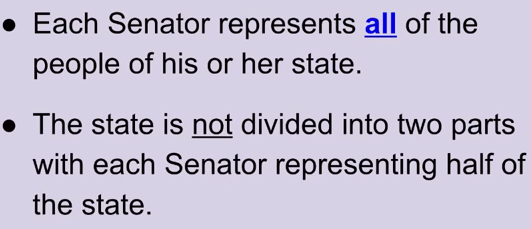 ● Each Senator represents all of the
people of his or her state.
● The state is not divided into two parts
with each Senator representing half of
the state.